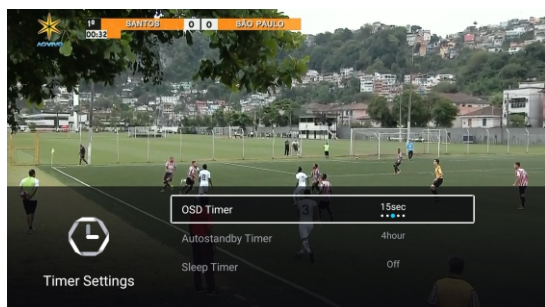 1º SANTOS 0 0 SÃO PAULO
00:32
AO VIVO
OSD Timer 15sec
Autostandby Timer 4hour
Sleep Timer Off
Timer Settings
3